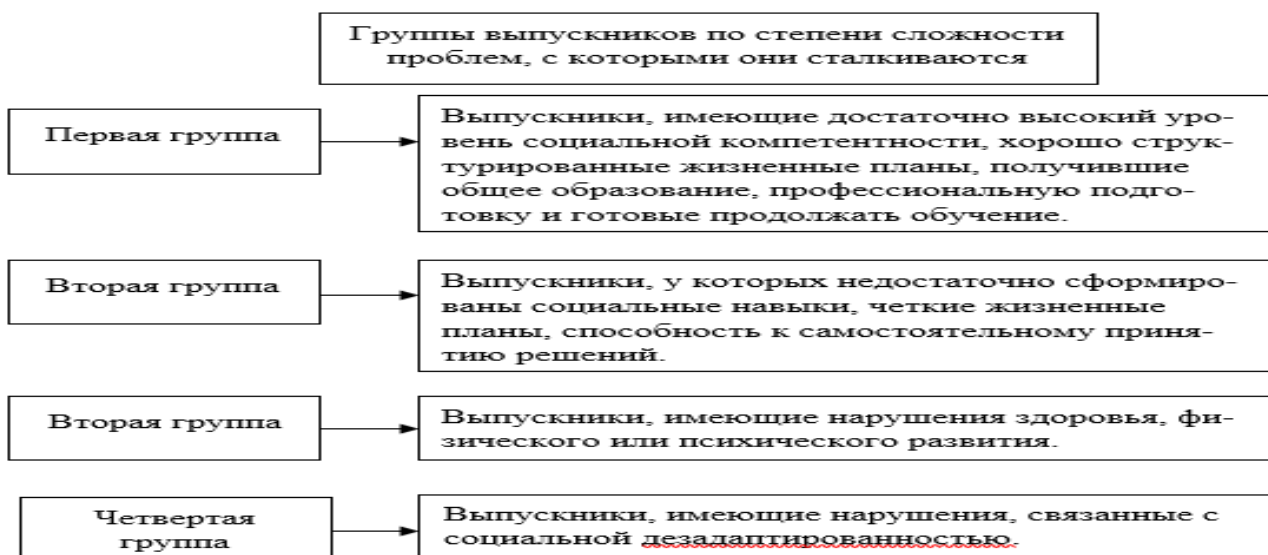 Группы выпускников по степени сложности
проблем, с которыми они сталкиваются
Первая группа
Выпускники, имеющие достаточно высокий уро-
вень социальной компетентности, хорошо струк-
турированные жизненные планы, получившие
общее образование, профессиональную подго-
товку и готовые продолжать обучение.
Вторая группа
Выпускники, у которых недостаточно сформиро-
ваны социальные навыки, четкие жизненные
планы, способность к самостоятельному приня-
тию решений.
Вторая группа
Выпускники, имеющие нарушения здоровья, фи-
зического или психического развития.
Четвертая
группа
Выпускники, имеющие нарушения, связанные с
социальной дезадаптированностью.